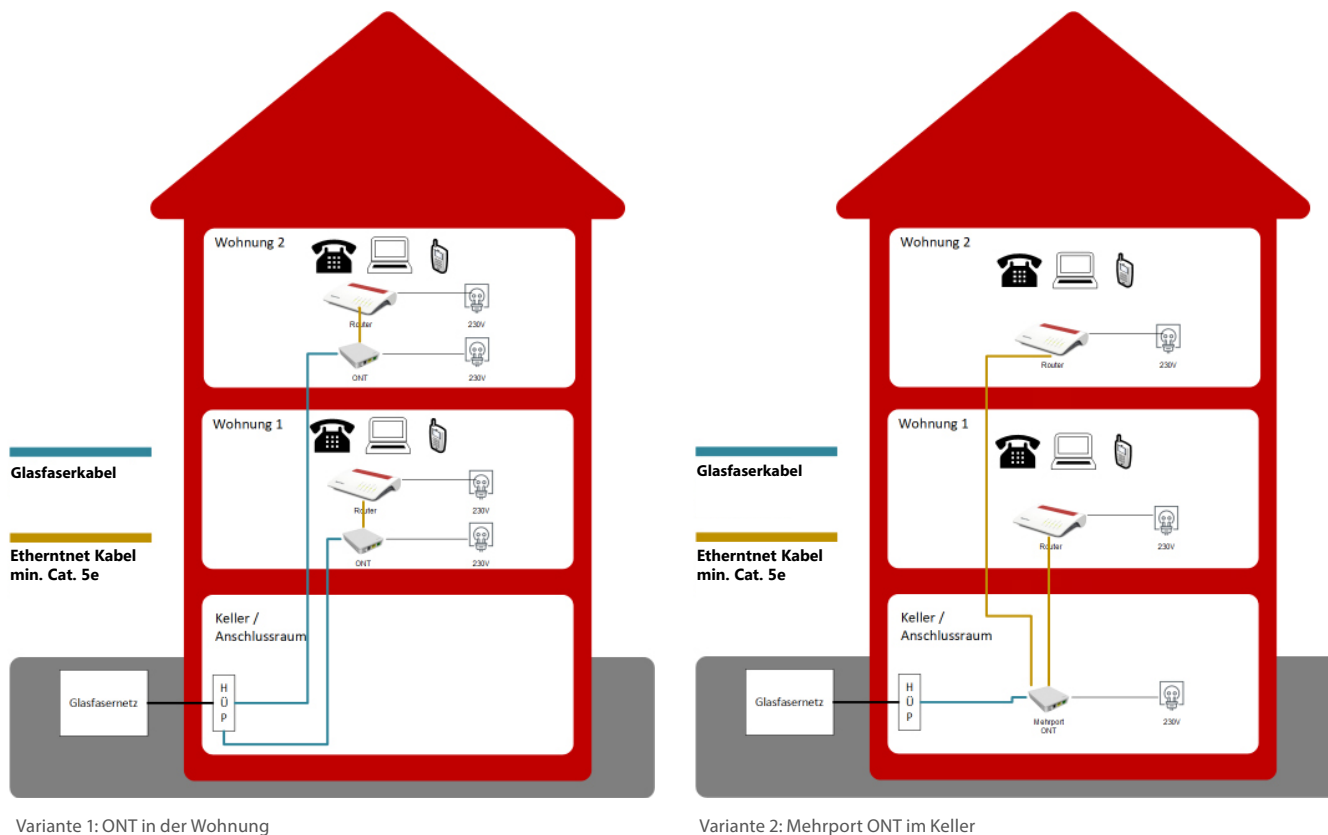 Wohnung 2
Router
230V
ONT
230V
Wohnung 1
Router
230V
ONT
230V
Glasfaserkabel
Etherntnet Kabel
min. Cat. 5e
Keller /
Anschlussraum
Glasfasernetz
H
Ü
P
Variante 1: ONT in der Wohnung
Wohnung 2
Router
230V
Wohnung 1
Router
230V
Glasfaserkabel
Etherntnet Kabel
min. Cat. 5e
Keller /
Anschlussraum
Glasfasernetz
H
Ü
P
Mehrport
ONT
230V
Variante 2: Mehrport ONT im Keller